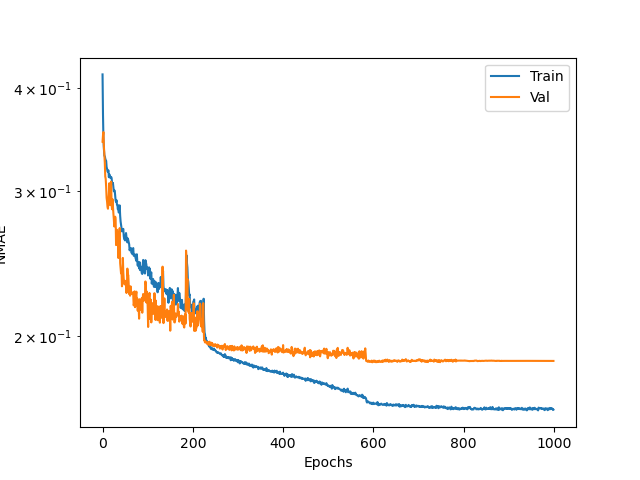 Train
Val
4 × 10⁻¹
3 × 10⁻¹
2 × 10⁻¹
NMAE
0 200 400 600 800 1000
Epochs